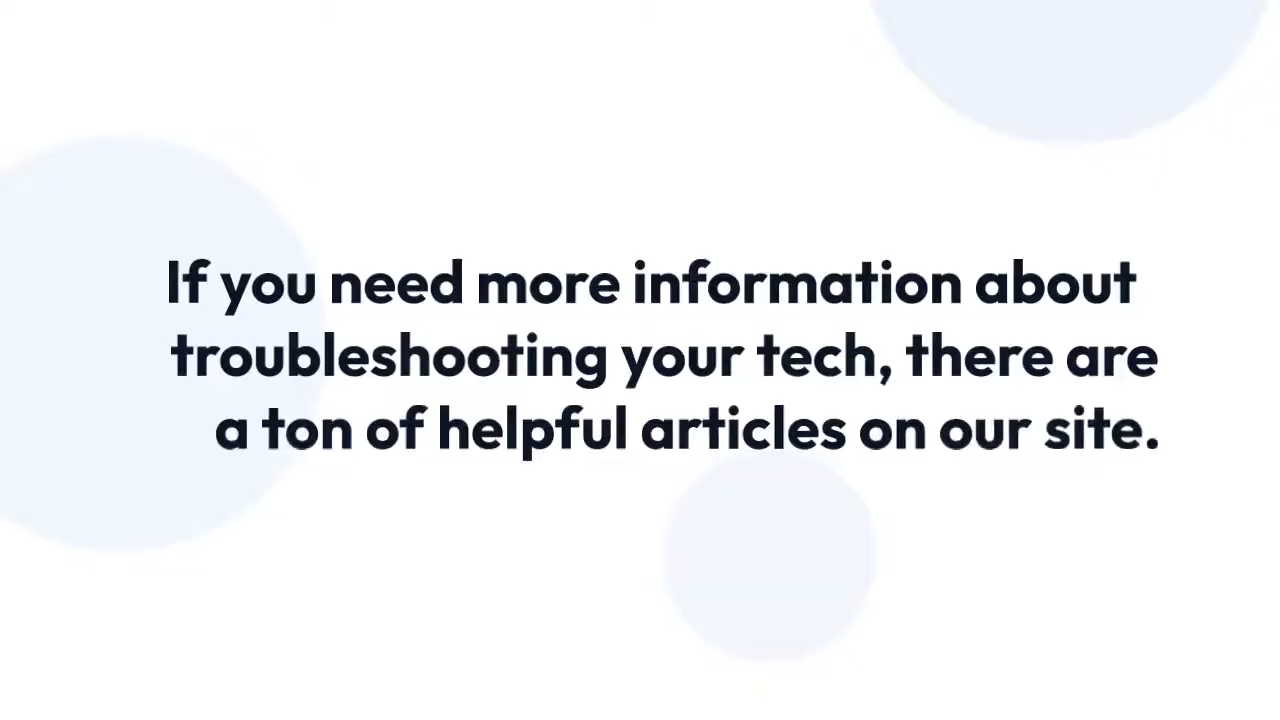 If you need more information about
troubleshooting your tech, there are
a ton of helpful articles on our site.